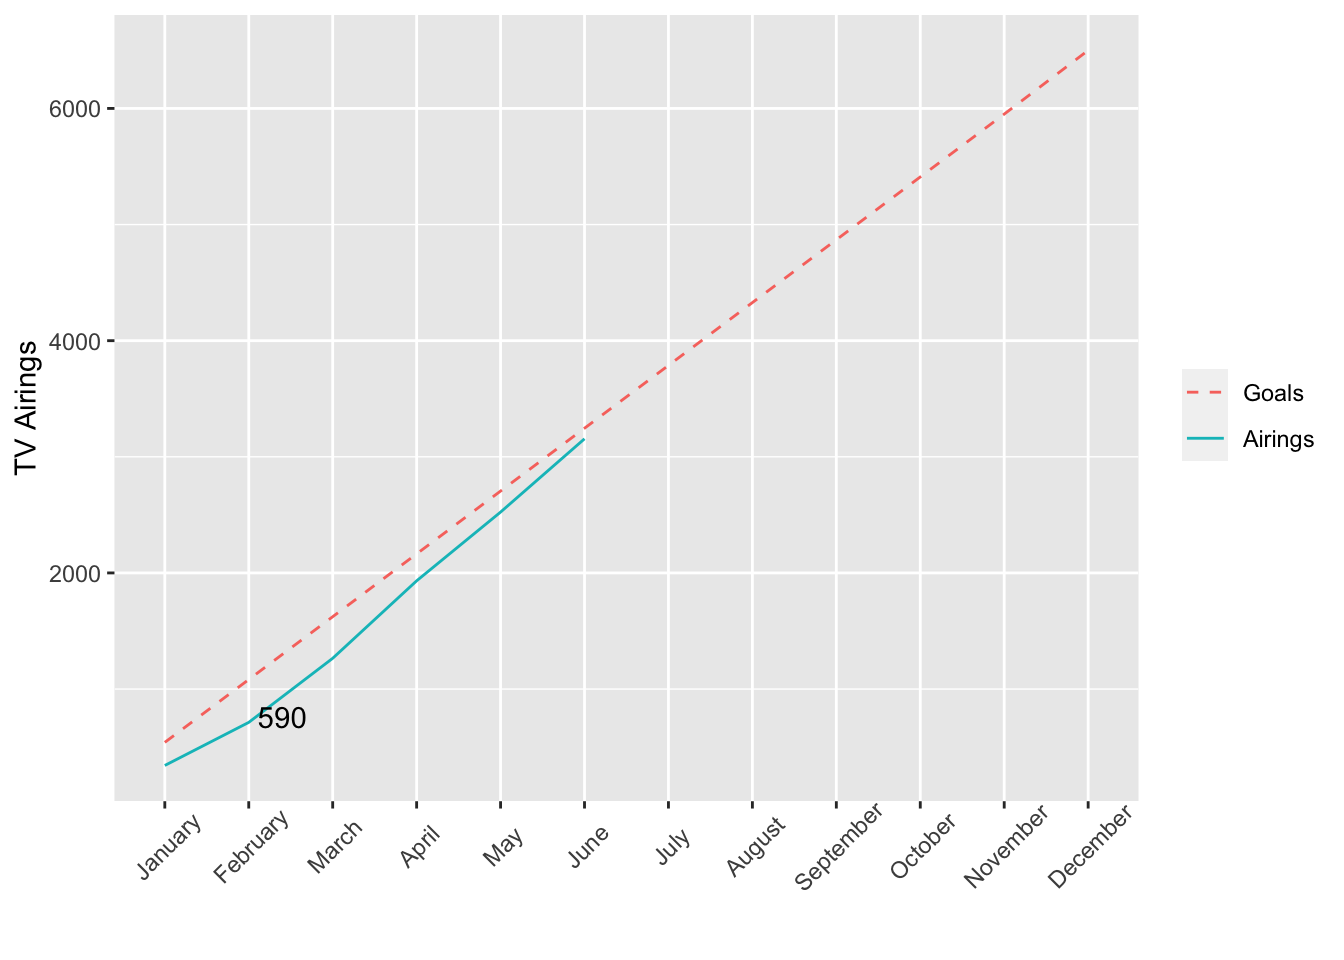 TV Airings
6000
4000
2000
590
January
February
March
April
May
June
July
August
September
October
November
December
Goals
Airings